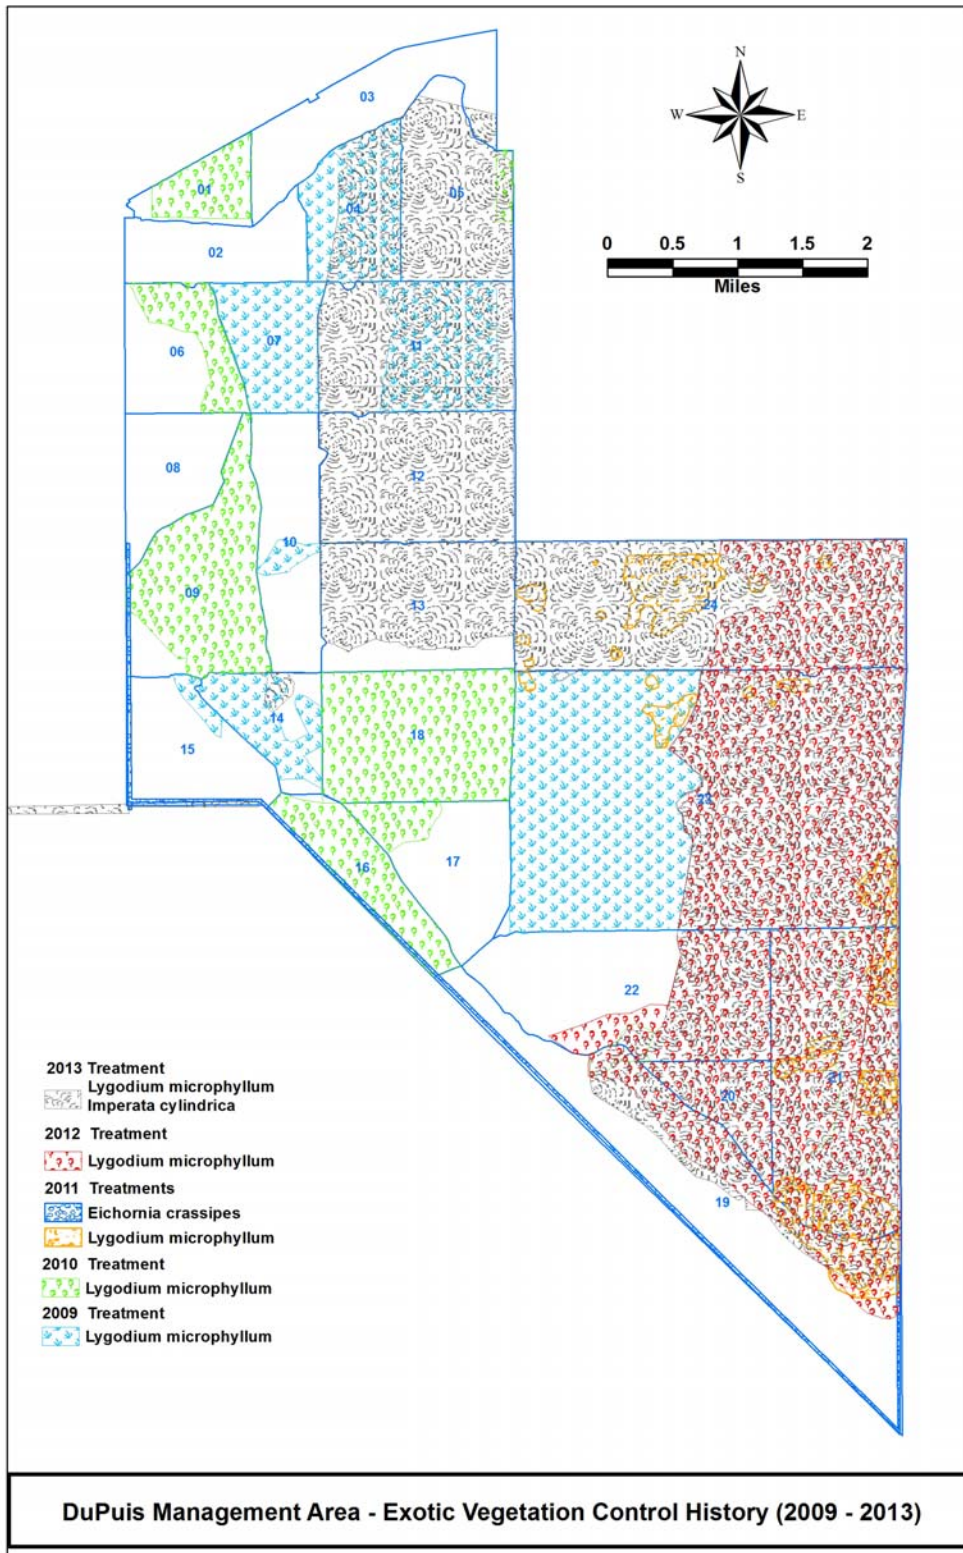 N
W E
S
0 0.5 1 1.5 2
Miles
03
01
04
05
02
06
07
11
08
12
10
09
13
24
14
18
15
23
16
17
22
20
21
19
2013 Treatment
Lygodium microphyllum
Imperata cylindrica
2012 Treatment
Lygodium microphyllum
2011 Treatments
Eichornia crassipes
Lygodium microphyllum
2010 Treatment
Lygodium microphyllum
2009 Treatment
Lygodium microphyllum
DuPuis Management Area - Exotic Vegetation Control History (2009 - 2013)